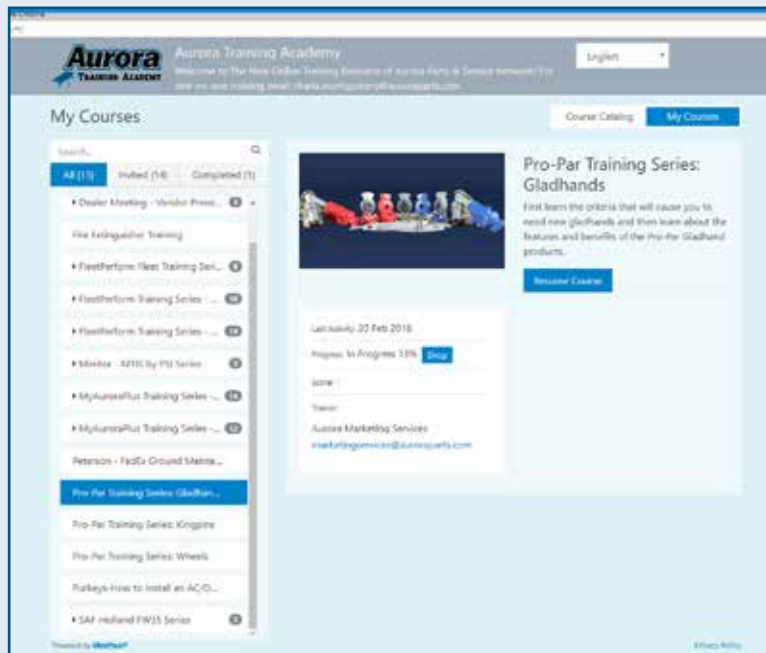 Aurora
TRAINING ACADEMY
Aurora Training Academy
Welcome to The New Online Training Resource of Aurora Parts & Service network! For
one-on-one training email
English
My Courses
Course Catalog
My Courses
Search...
All (15)
Invited (14)
Completed (1)
Dealer Meeting - Vendor Prese...
Fire Extinguisher Training
FleetPerform Fleet Training Seri...
FleetPerform Training Series - ...
FleetPerform Training Series - ...
Meritor - MTIS by PSI Series
MyAuroraPlus Training Series -...
MyAuroraPlus Training Series -...
Peterson - FedEx Ground Mainte...
Pro-Par Training Series: Gladhan...
Pro-Par Training Series: Kingpins
Pro-Par Training Series: Wheels
Purkeys-How to Install an AC/D...
SAF Holland FW35 Series
Pro-Par Training Series:
Gladhands
First learn the criteria that will cause you to
need new gladhands and then learn about the
features and benefits of the Pro-Par Gladhand
products.
Resume Course
Last Activity: 20 Feb 2018
Progress: In Progress 13%
Drop
Score: -
Trainer:
Aurora Marketing Services
marketingservices@auroraparts.com
Powered by
Privacy Policy